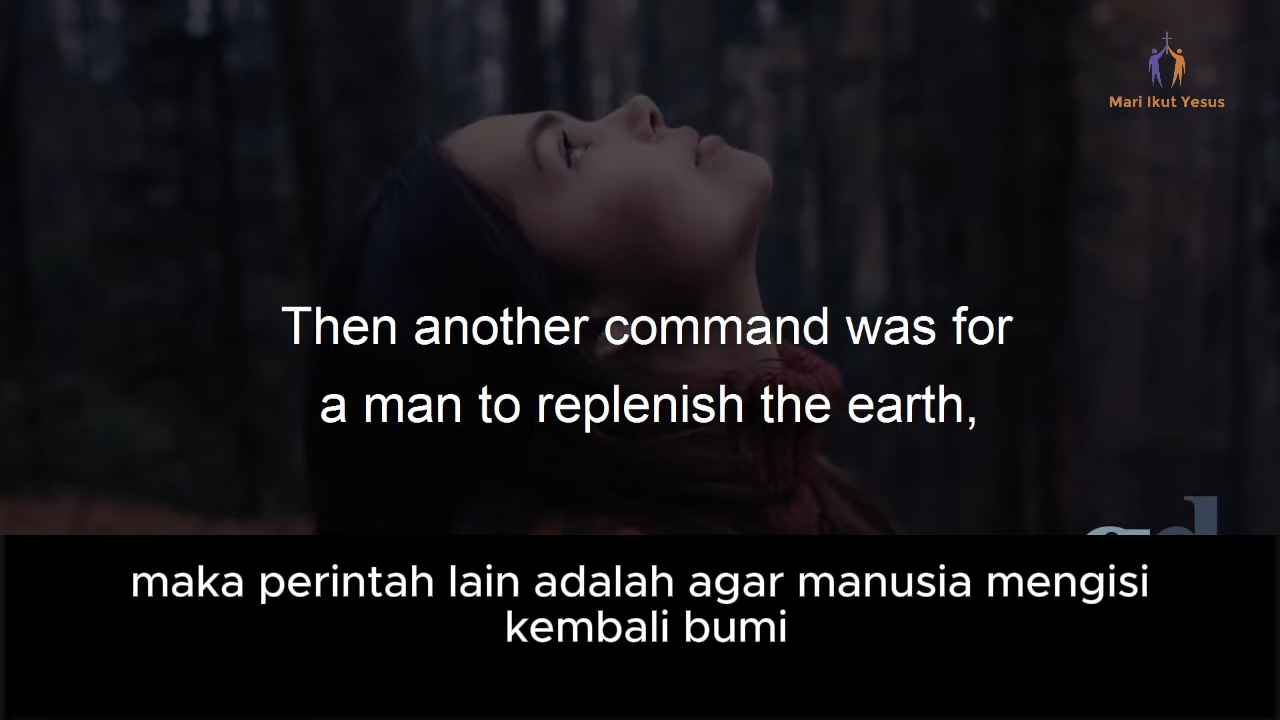 Mari Ikut Yesus
Then another command was for
a man to replenish the earth,
maka perintah lain adalah agar manusia mengisi
kembali bumi